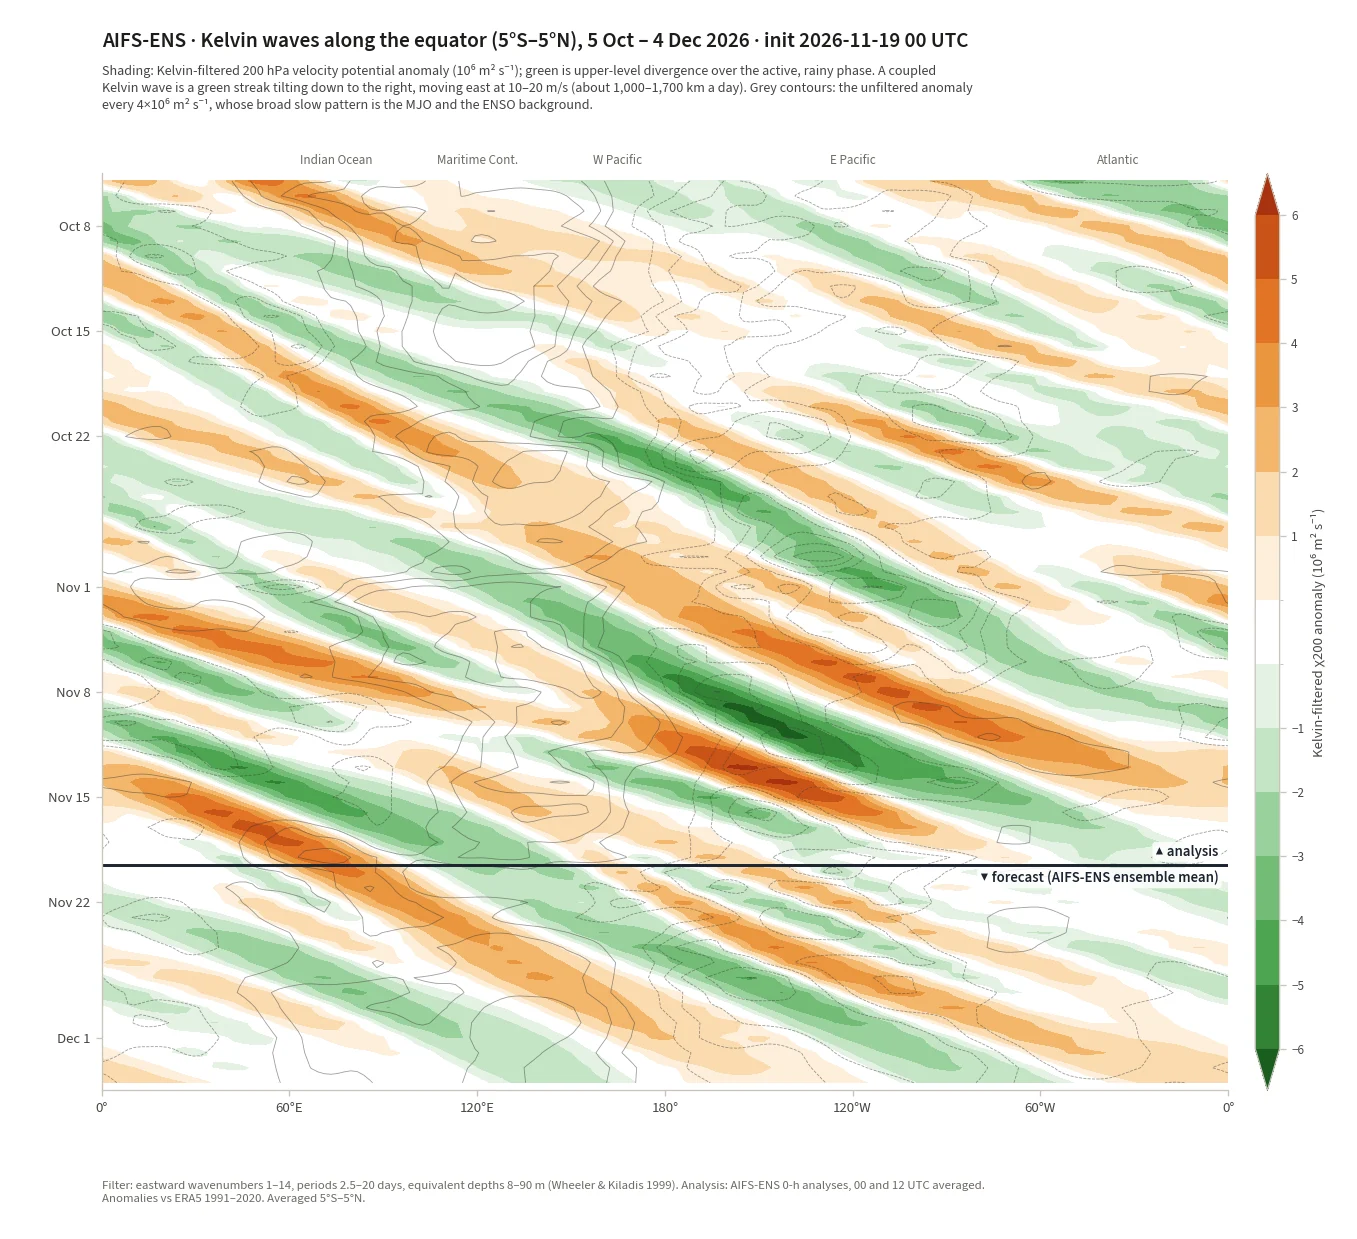 AIFS-ENS · Kelvin waves along the equator (5°S–5°N), 5 Oct – 4 Dec 2026 · init 2026-11-19 00 UTC
Shading: Kelvin-filtered 200 hPa velocity potential anomaly (10⁶ m² s⁻¹); green is upper-level divergence over the active, rainy phase. A coupled
Kelvin wave is a green streak tilting down to the right, moving east at 10–20 m/s (about 1,000–1,700 km a day). Grey contours: the unfiltered anomaly
every 4×10⁶ m² s⁻¹, whose broad slow pattern is the MJO and the ENSO background.
Indian Ocean Maritime Cont. W Pacific E Pacific Atlantic
Oct 8
Oct 15
Oct 22
Nov 1
Nov 8
Nov 15
Nov 22
Dec 1
▲ analysis
▼ forecast (AIFS-ENS ensemble mean)
0° 60°E 120°E 180° 120°W 60°W 0°
6
5
4
3
2
1
−1
−2
−3
−4
−5
−6
Kelvin-filtered χ200 anomaly (10⁶ m² s⁻¹)
Filter: eastward wavenumbers 1–14, periods 2.5–20 days, equivalent depths 8–90 m (Wheeler & Kiladis 1999). Analysis: AIFS-ENS 0-h analyses, 00 and 12 UTC averaged.
Anomalies vs ERA5 1991–2020. Averaged 5°S–5°N.